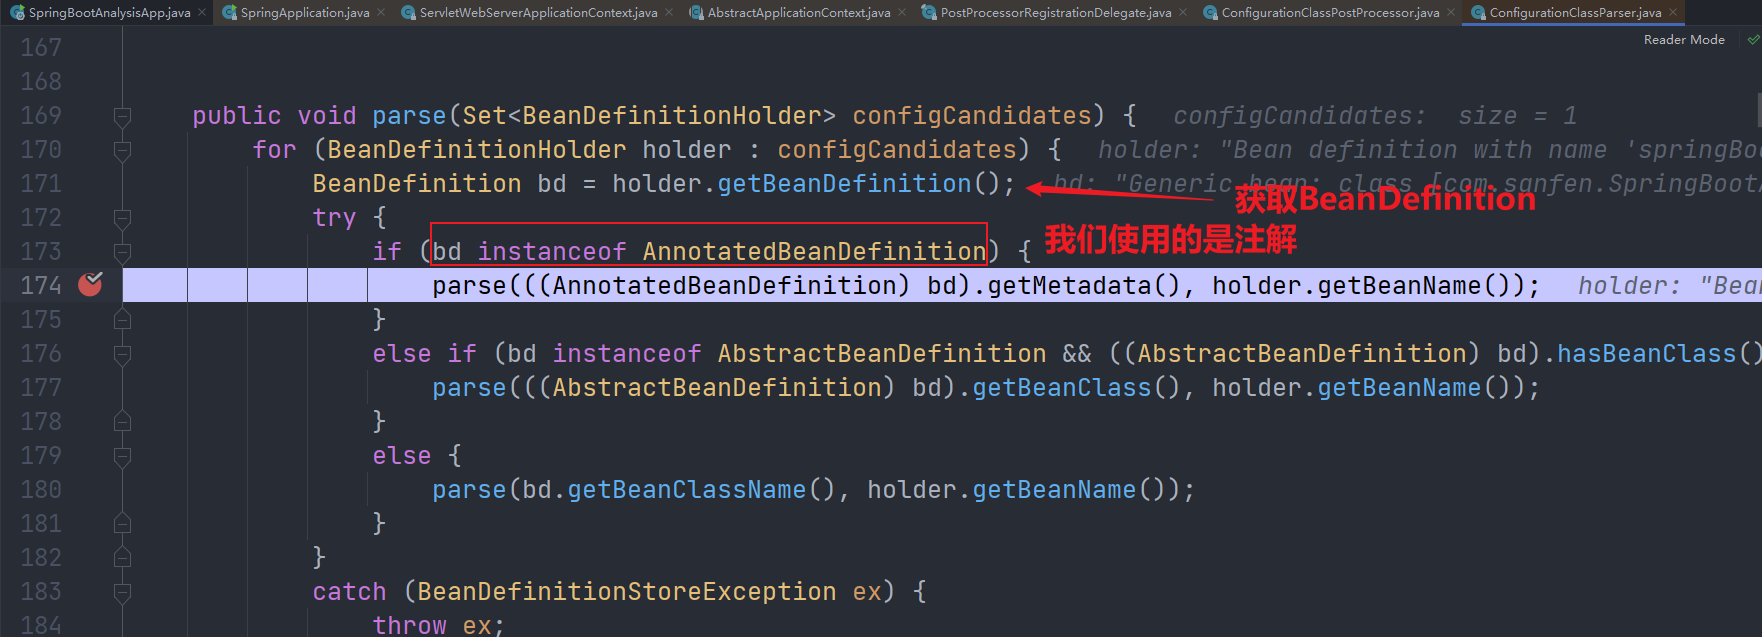 SpringBootAnalysisApp.java SpringApplication.java ServletWebServerApplicationContext.java AbstractApplicationContext.java PostProcessorRegistrationDelegate.java ConfigurationClassPostProcessor.java ConfigurationClassParser.java
Reader Mode
167
168
169 public void parse(Set<BeanDefinitionHolder> configCandidates) { configCandidates: size = 1
170 for (BeanDefinitionHolder holder : configCandidates) { holder: "Bean definition with name 'springBoo
171 BeanDefinition bd = holder.getBeanDefinition(); bd: "Generic bean: class [com.sanfen.SpringBootA
获取BeanDefinition
172 try {
我们使用的是注解
173 if (bd instanceof AnnotatedBeanDefinition) {
174 parse(((AnnotatedBeanDefinition) bd).getMetadata(), holder.getBeanName()); holder: "Bean
175 }
176 else if (bd instanceof AbstractBeanDefinition && ((AbstractBeanDefinition) bd).hasBeanClass()
177 parse(((AbstractBeanDefinition) bd).getBeanClass(), holder.getBeanName());
178 }
179 else {
180 parse(bd.getBeanClassName(), holder.getBeanName());
181 }
182 }
183 catch (BeanDefinitionStoreException ex) {
184 throw ex;